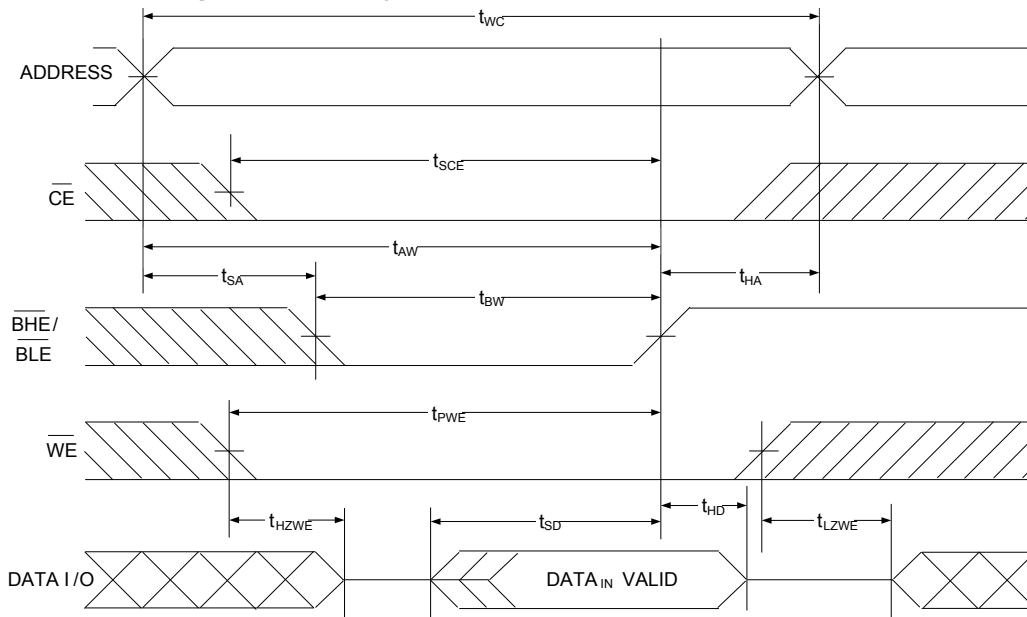 tWC
ADDRESS
tSCE
CE
tAW
tSA
tHA
tBW
BHE/
BLE
tPWE
WE
tHZWE
tSD
tHD
tLZWE
DATA I/O
DATAIN VALID